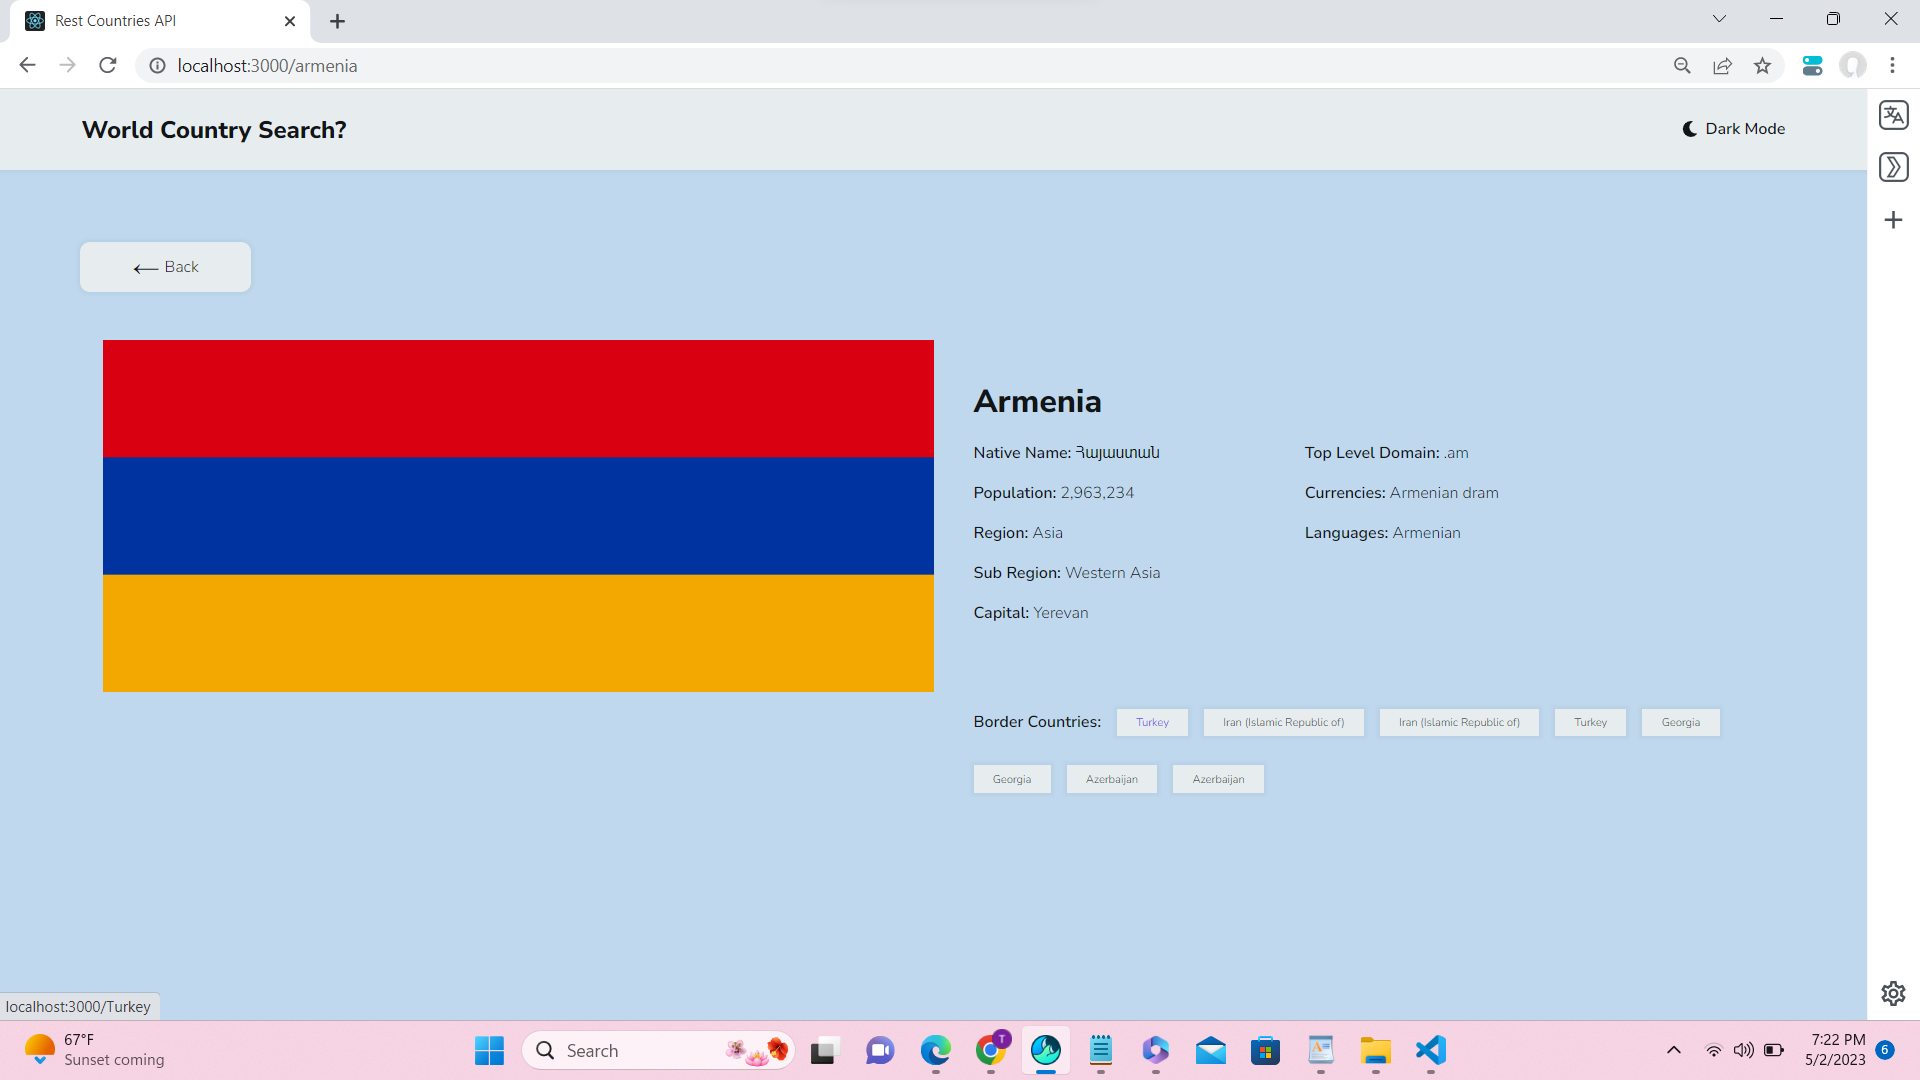 Rest Countries API
localhost:3000/armenia
World Country Search?
Dark Mode
Back
Armenia
Native Name: Հայաստան
Top Level Domain: .am
Population: 2,963,234
Currencies: Armenian dram
Region: Asia
Languages: Armenian
Sub Region: Western Asia
Capital: Yerevan
Border Countries: Turkey Iran (Islamic Republic of) Iran (Islamic Republic of) Turkey Georgia
Georgia Azerbaijan Azerbaijan
localhost:3000/Turkey
67°F
Sunset coming
Search
T
7:22 PM
5/2/2023
6